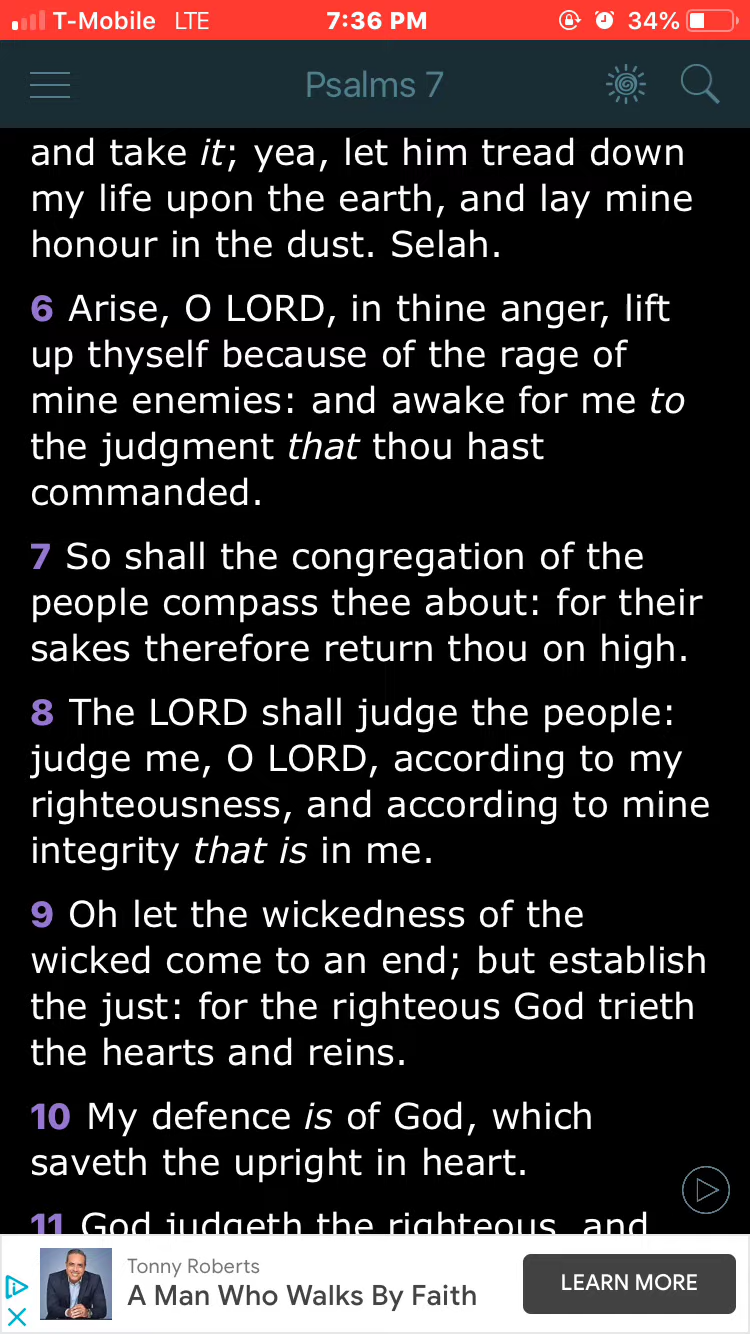 T-Mobile LTE 7:36 PM 34%
Psalms 7
and take it; yea, let him tread down
my life upon the earth, and lay mine
honour in the dust. Selah.
6 Arise, O LORD, in thine anger, lift
up thyself because of the rage of
mine enemies: and awake for me to
the judgment that thou hast
commanded.
7 So shall the congregation of the
people compass thee about: for their
sakes therefore return thou on high.
8 The LORD shall judge the people:
judge me, O LORD, according to my
righteousness, and according to mine
integrity that is in me.
9 Oh let the wickedness of the
wicked come to an end; but establish
the just: for the righteous God trieth
the hearts and reins.
10 My defence is of God, which
saveth the upright in heart.
11 God judgeth the righteous, and
Tonny Roberts
A Man Who Walks By Faith
LEARN MORE